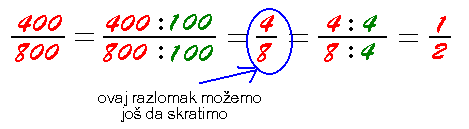 400/800 = 400 : 100/800 : 100 = 4/8 = 4 : 4/8 : 4 = 1/2
ovaj razlomak možemo
još da skratimo